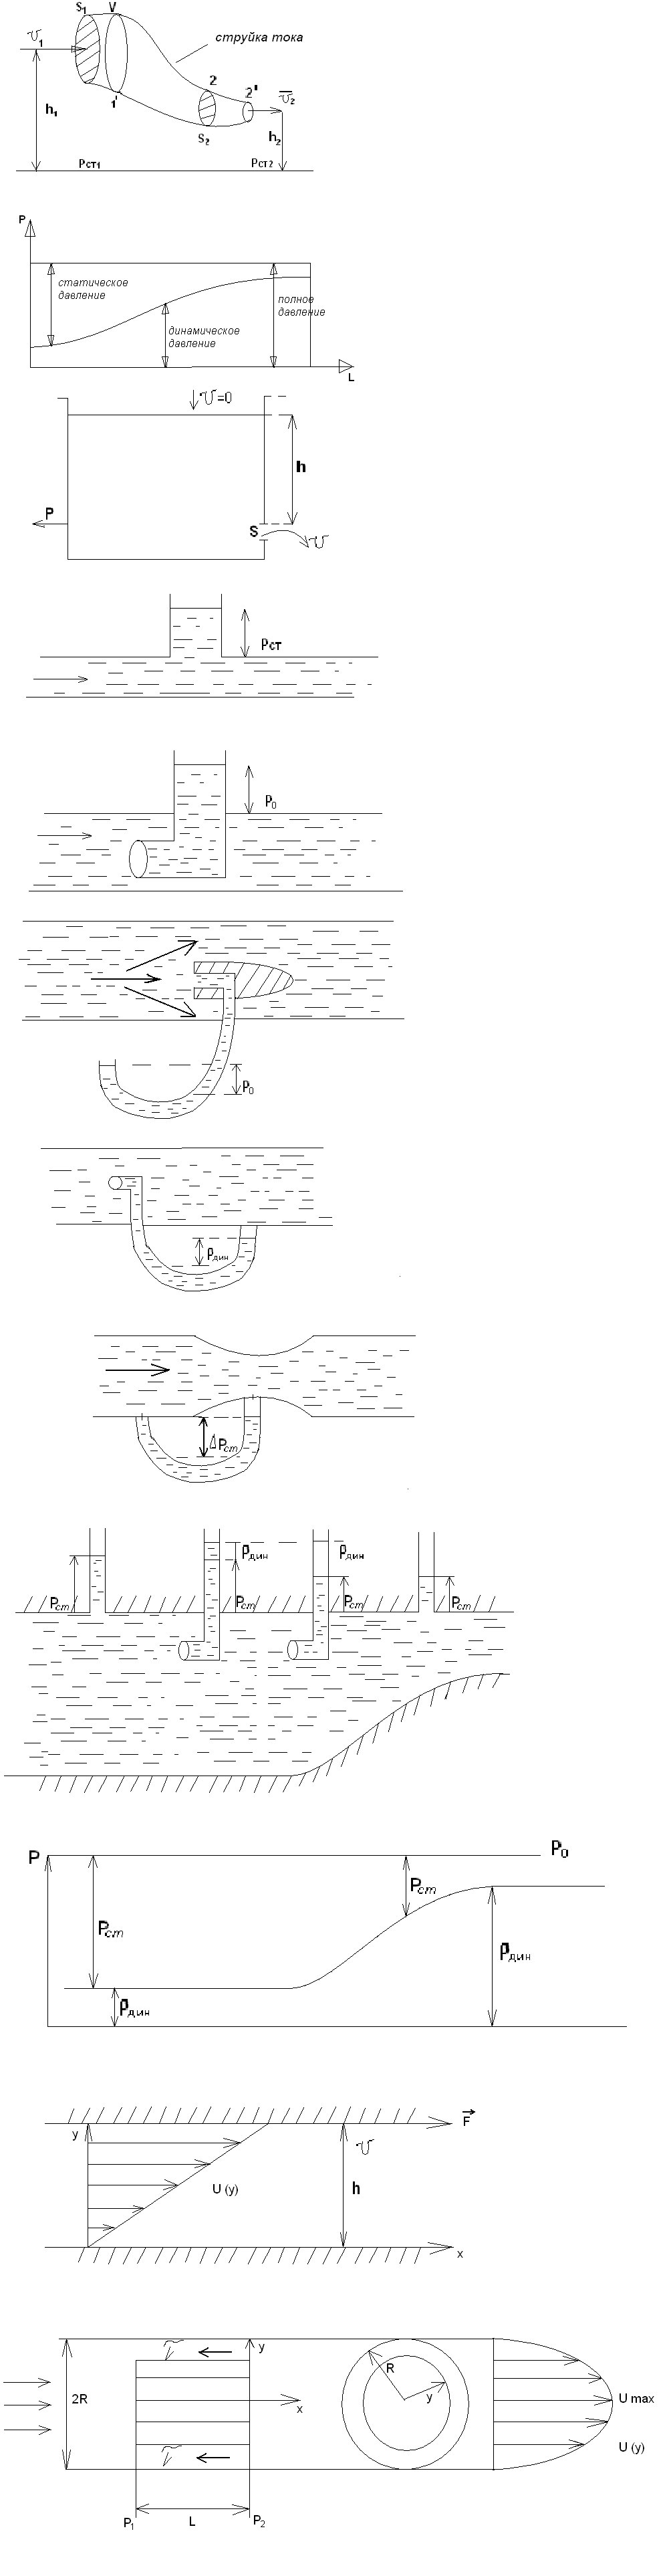 S₁ V
υ₁
струйка тока
h₁
1'
2 2"
υ₂
S₂
h₂
Pст₁ Pст₂
P
статическое
давление
полное
давление
динамическое
давление
L
υ=0
h
P
S
υ
Pст
P₀
P₀
Pдин
ΔPст
Pдин Pдин
Pст Pст Pст Pст
P
P₀
Pст
Pст
Pдин
Pдин
F
y
υ
U (y)
h
x
y
2R
R
y
x
U max
U (y)
P₁ L P₂